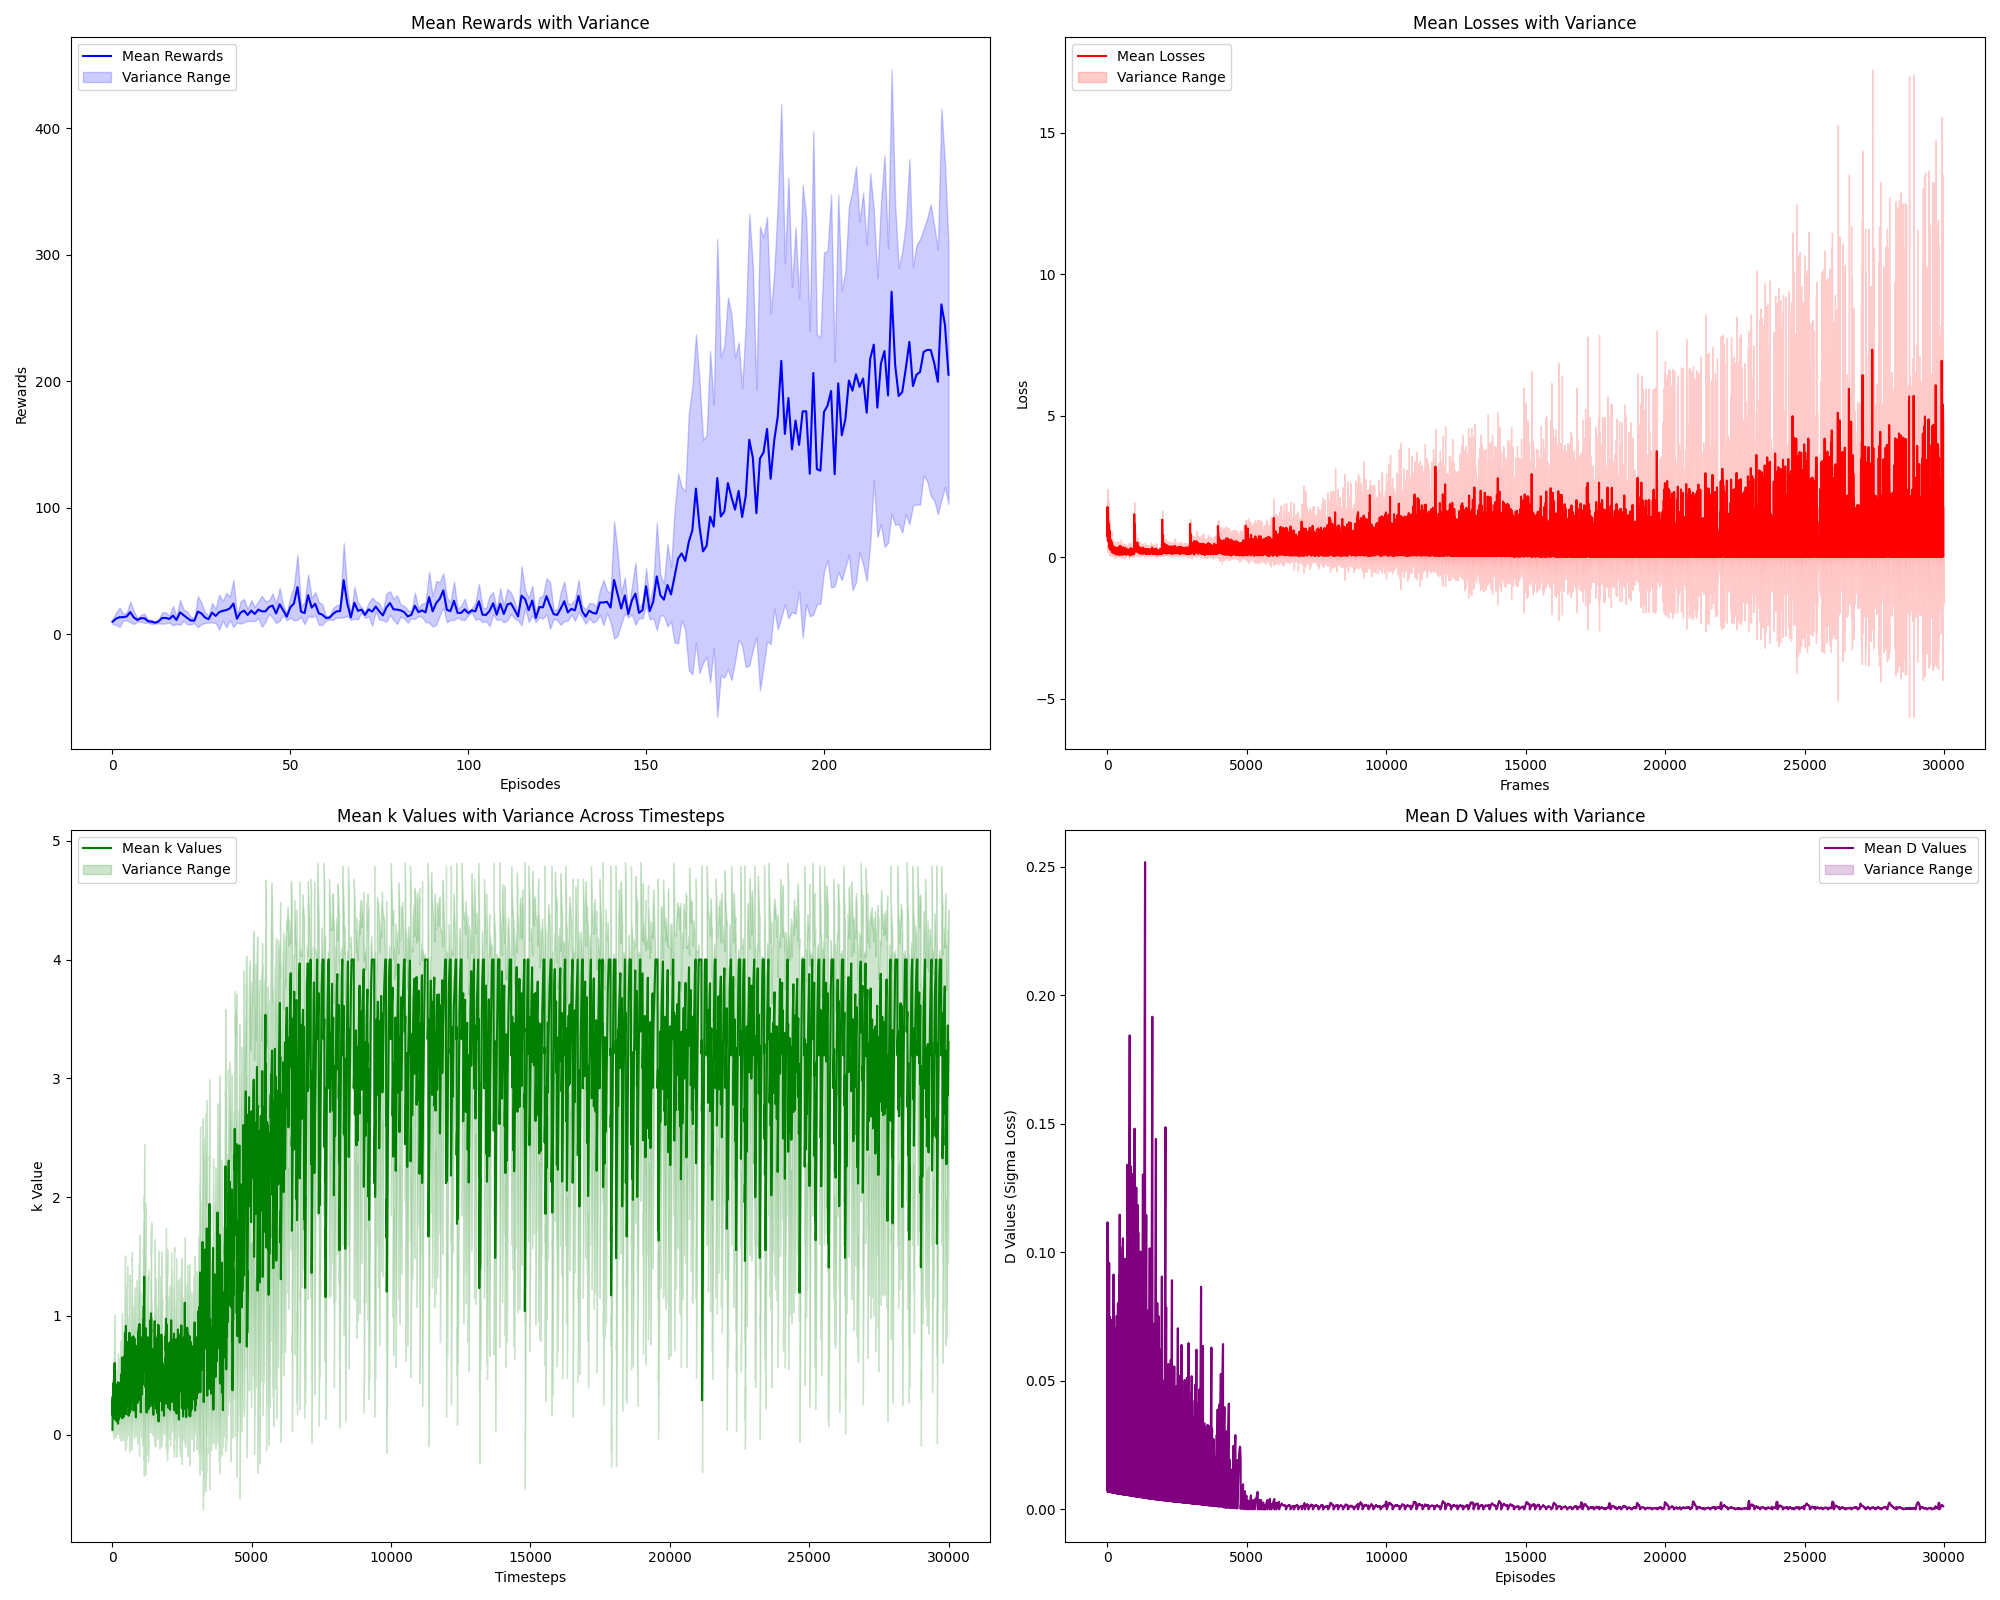 Mean Rewards with Variance
Mean Rewards
Variance Range
400
300
200
100
0
Rewards
0 50 100 150 200
Episodes
Mean Losses with Variance
Mean Losses
Variance Range
15
10
5
0
−5
Loss
0 5000 10000 15000 20000 25000 30000
Frames
Mean k Values with Variance Across Timesteps
Mean k Values
Variance Range
5
4
3
2
1
0
k Value
0 5000 10000 15000 20000 25000 30000
Timesteps
Mean D Values with Variance
Mean D Values
Variance Range
0.25
0.20
0.15
0.10
0.05
0.00
D Values (Sigma Loss)
0 5000 10000 15000 20000 25000 30000
Episodes